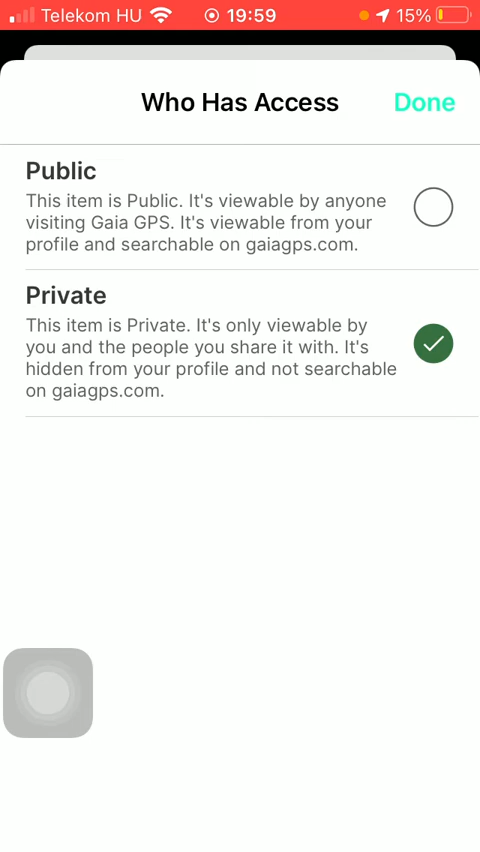 Telekom HU 19:59 15%
Who Has Access Done
Public
This item is Public. It's viewable by anyone
visiting Gaia GPS. It's viewable from your
profile and searchable on gaiagps.com.
Private
This item is Private. It's only viewable by
you and the people you share it with. It's
hidden from your profile and not searchable
on gaiagps.com.